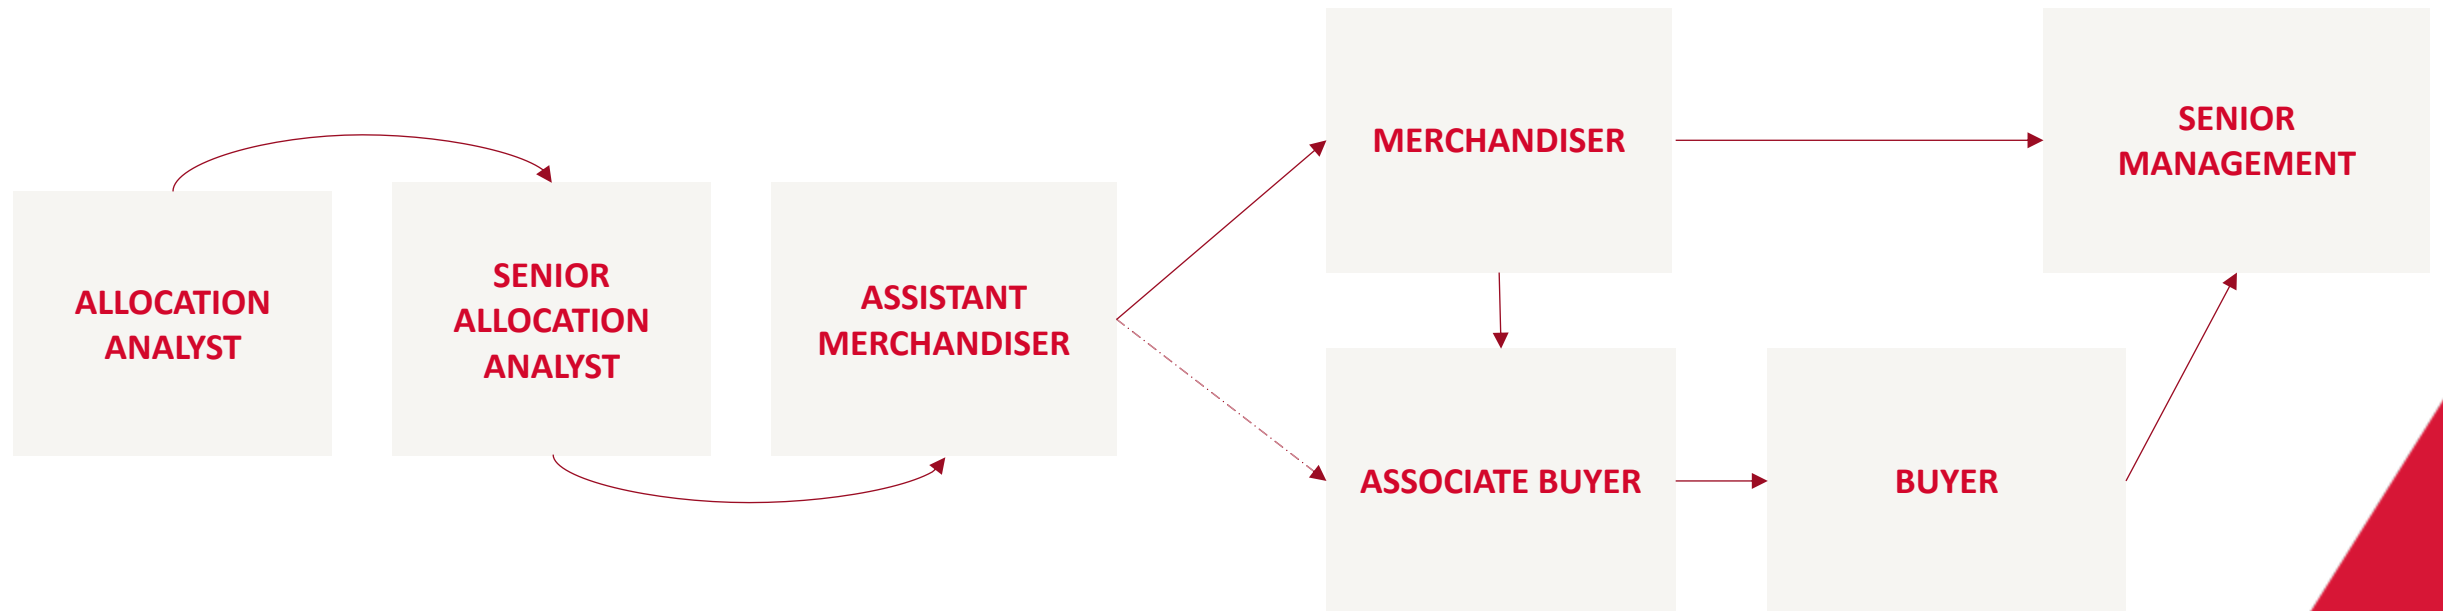 ALLOCATION
ANALYST
SENIOR
ALLOCATION
ANALYST
ASSISTANT
MERCHANDISER
MERCHANDISER
ASSOCIATE BUYER
BUYER
SENIOR
MANAGEMENT